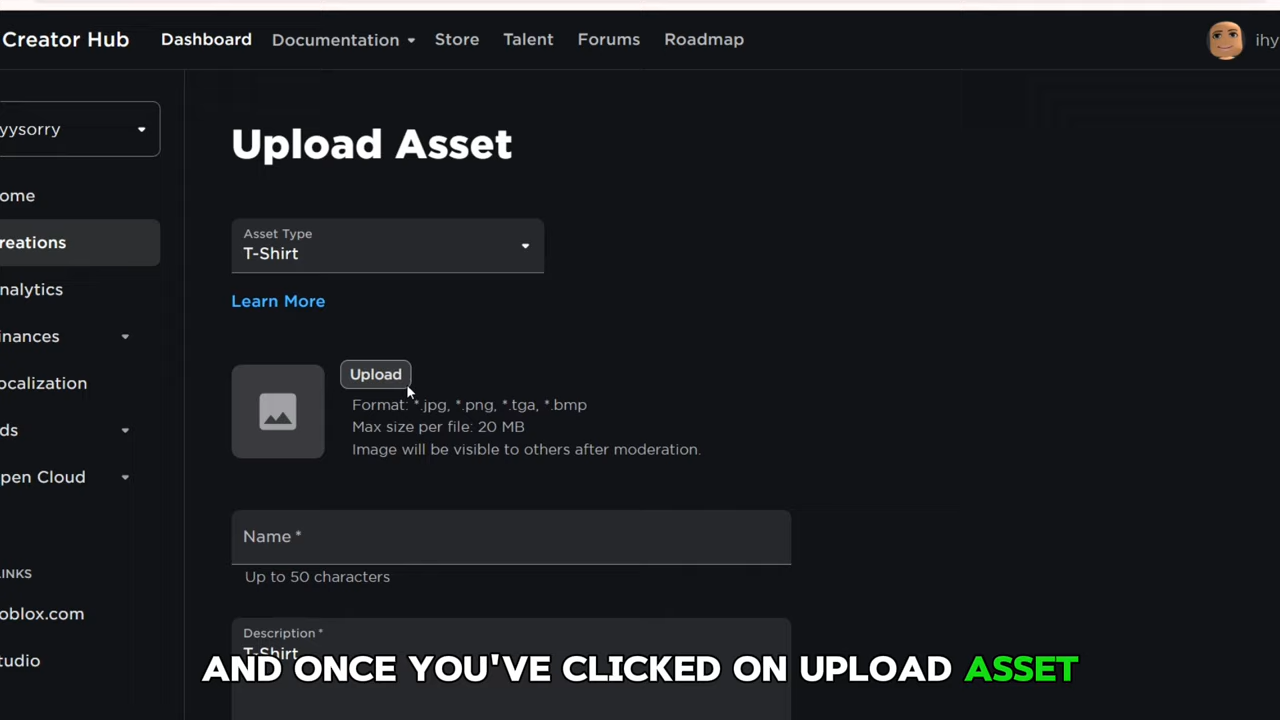 Creator Hub Dashboard Documentation Store Talent Forums Roadmap ihy
yysorry
ome
reations
nalytics
inances
ocalization
ds
pen Cloud
INKS
oblox.com
tudio
Upload Asset
Asset Type
T-Shirt
Learn More
Upload
Format: *.jpg, *.png, *.tga, *.bmp
Max size per file: 20 MB
Image will be visible to others after moderation.
Name *
Up to 50 characters
Description *
T-Shirt
AND ONCE YOU'VE CLICKED ON UPLOAD ASSET